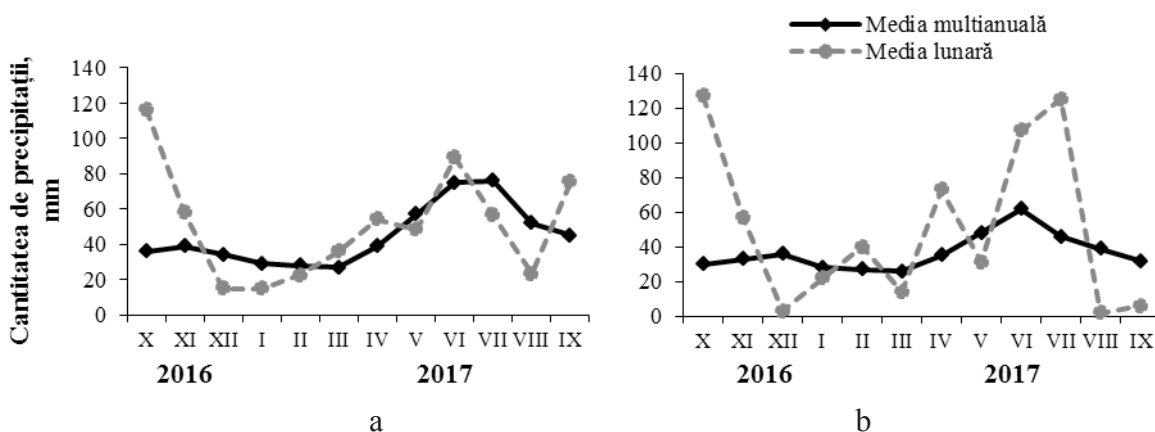 Media multianuală
Media lunară
Cantitatea de precipitații,
mm
140
120
100
80
60
40
20
0
X XI XII I II III IV V VI VII VIII IX
2016 2017
a
140
120
100
80
60
40
20
0
X XI XII I II III IV V VI VII VIII IX
2016 2017
b